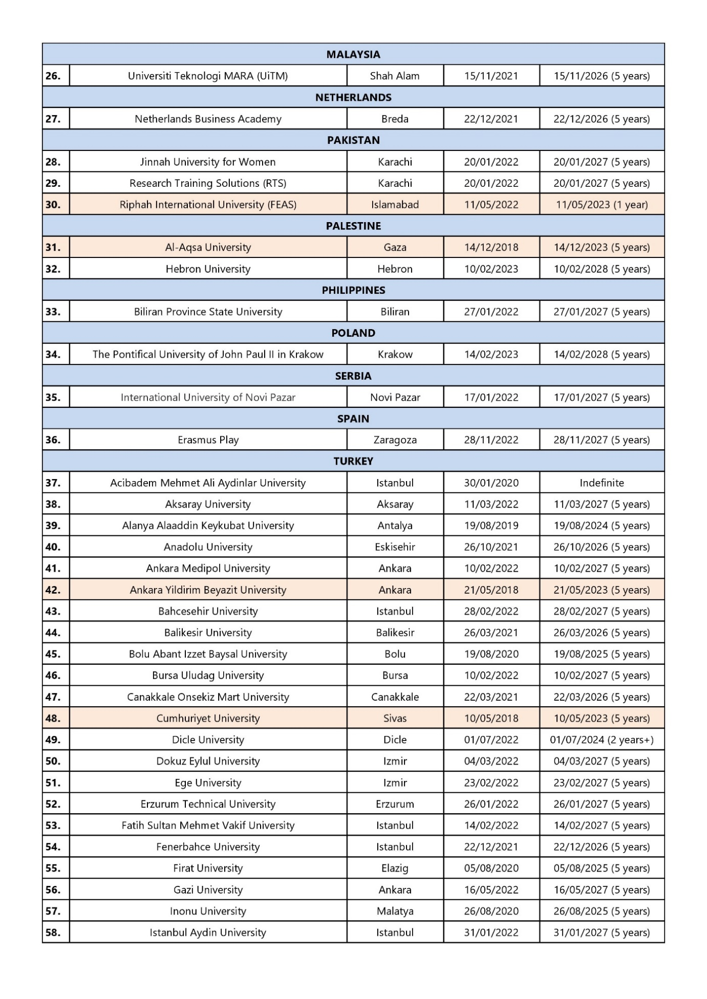 MALAYSIA
26. Universiti Teknologi MARA (UiTM) Shah Alam 15/11/2021 15/11/2026 (5 years)
NETHERLANDS
27. Netherlands Business Academy Breda 22/12/2021 22/12/2026 (5 years)
PAKISTAN
28. Jinnah University for Women Karachi 20/01/2022 20/01/2027 (5 years)
29. Research Training Solutions (RTS) Karachi 20/01/2022 20/01/2027 (5 years)
30. Riphah International University (FEAS) Islamabad 11/05/2022 11/05/2023 (1 year)
PALESTINE
31. Al-Aqsa University Gaza 14/12/2018 14/12/2023 (5 years)
32. Hebron University Hebron 10/02/2023 10/02/2028 (5 years)
PHILIPPINES
33. Biliran Province State University Biliran 27/01/2022 27/01/2027 (5 years)
POLAND
34. The Pontifical University of John Paul II in Krakow Krakow 14/02/2023 14/02/2028 (5 years)
SERBIA
35. International University of Novi Pazar Novi Pazar 17/01/2022 17/01/2027 (5 years)
SPAIN
36. Erasmus Play Zaragoza 28/11/2022 28/11/2027 (5 years)
TURKEY
37. Acibadem Mehmet Ali Aydinlar University Istanbul 30/01/2020 Indefinite
38. Aksaray University Aksaray 11/03/2022 11/03/2027 (5 years)
39. Alanya Alaaddin Keykubat University Antalya 19/08/2019 19/08/2024 (5 years)
40. Anadolu University Eskisehir 26/10/2021 26/10/2026 (5 years)
41. Ankara Medipol University Ankara 10/02/2022 10/02/2027 (5 years)
42. Ankara Yildirim Beyazit University Ankara 21/05/2018 21/05/2023 (5 years)
43. Bahcesehir University Istanbul 28/02/2022 28/02/2027 (5 years)
44. Balikesir University Balikesir 26/03/2021 26/03/2026 (5 years)
45. Bolu Abant Izzet Baysal University Bolu 19/08/2020 19/08/2025 (5 years)
46. Bursa Uludag University Bursa 10/02/2022 10/02/2027 (5 years)
47. Canakkale Onsekiz Mart University Canakkale 22/03/2021 22/03/2026 (5 years)
48. Cumhuriyet University Sivas 10/05/2018 10/05/2023 (5 years)
49. Dicle University Dicle 01/07/2022 01/07/2024 (2 years+)
50. Dokuz Eylul University Izmir 04/03/2022 04/03/2027 (5 years)
51. Ege University Izmir 23/02/2022 23/02/2027 (5 years)
52. Erzurum Technical University Erzurum 26/01/2022 26/01/2027 (5 years)
53. Fatih Sultan Mehmet Vakif University Istanbul 14/02/2022 14/02/2027 (5 years)
54. Fenerbahce University Istanbul 22/12/2021 22/12/2026 (5 years)
55. Firat University Elazig 05/08/2020 05/08/2025 (5 years)
56. Gazi University Ankara 16/05/2022 16/05/2027 (5 years)
57. Inonu University Malatya 26/08/2020 26/08/2025 (5 years)
58. Istanbul Aydin University Istanbul 31/01/2022 31/01/2027 (5 years)